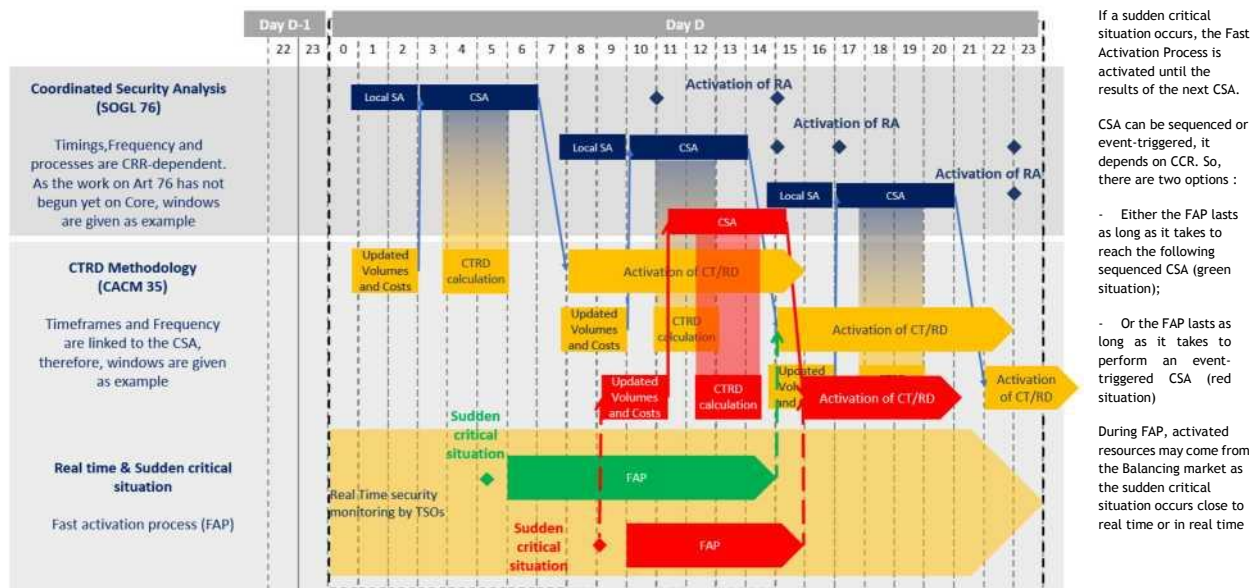 Day D-1
Day D
22 23 0 1 2 3 4 5 6 7 8 9 10 11 12 13 14 15 16 17 18 19 20 21 22 23
Coordinated Security Analysis
(SOGL 76)
Timings,Frequency and
processes are CRR-dependent.
As the work on Art 76 has not
begun yet on Core, windows
are given as example
Local SA
CSA
Activation of RA
Local SA
CSA
Activation of RA
Local SA
CSA
Activation of RA
CSA
CTRD Methodology
(CACM 35)
Timeframes and Frequency
are linked to the CSA,
therefore, windows are given
as example
Updated
Volumes
and Costs
CTRD
calculation
Activation of CT/RD
Updated
Volumes
and Costs
CTRD
calculation
Activation of CT/RD
Updated
Volumes
and Costs
CTRD
calculation
Updated
Activation of CT/RD
Activation
of CT/RD
Real time & Sudden critical
situation
Fast activation process (FAP)
Real Time security
monitoring by TSOs
Sudden
critical
situation
FAP
Sudden
critical
situation
FAP
If a sudden critical
situation occurs, the Fast
Activation Process is
activated until the
results of the next CSA.
CSA can be sequenced or
event-triggered, it
depends on CCR. So,
there are two options :
- Either the FAP lasts
as long as it takes to
reach the following
sequenced CSA (green
situation);
- Or the FAP lasts as
long as it takes to
perform an event-
triggered CSA (red
situation)
During FAP, activated
resources may come from
the Balancing market as
the sudden critical
situation occurs close to
real time or in real time